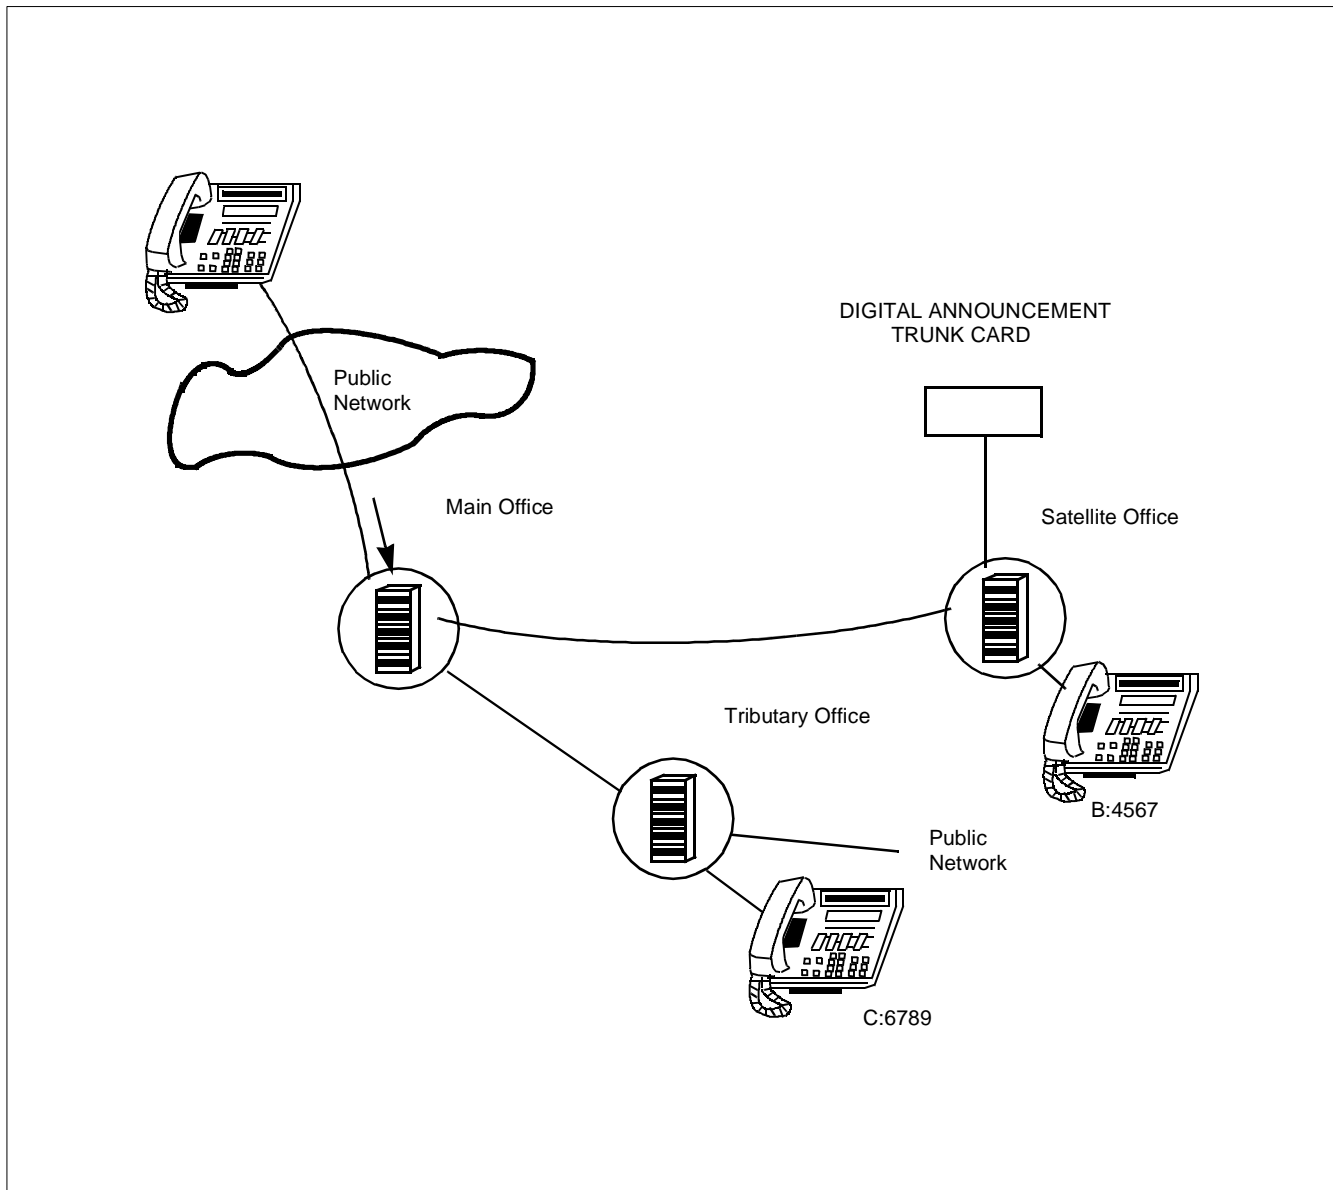 DIGITAL ANNOUNCEMENT
TRUNK CARD
Public
Network
Main Office
Satellite Office
Tributary Office
B:4567
Public
Network
C:6789